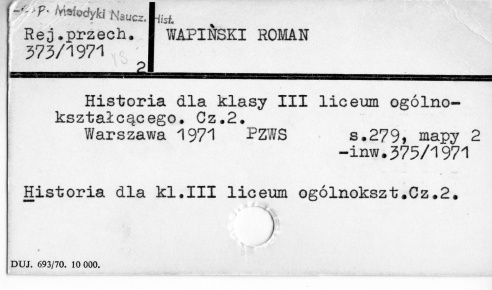 P. Metodyki Naucz. Hist.
Rej.przech. WAPIŃSKI ROMAN
373/1971
2
Historia dla klasy III liceum ogólno-
kształcącego. Cz.2.
Warszawa 1971 PZWS s.279, mapy 2
-inw.375/1971
Historia dla kl.III liceum ogólnokszt.Cz.2.
DUJ. 693/70. 10 000.